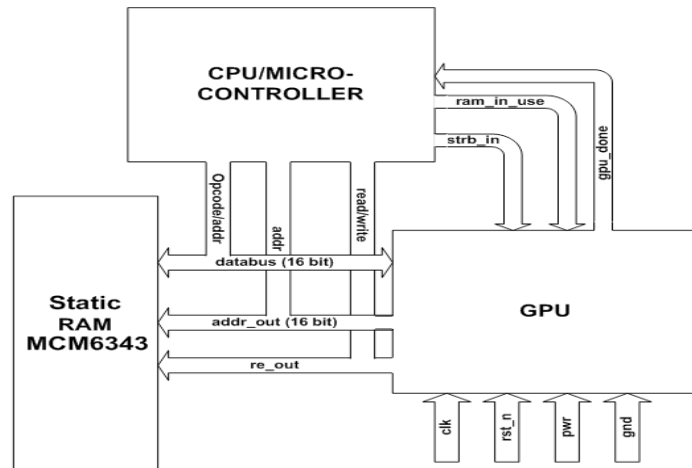 CPU/MICRO-
CONTROLLER
ram_in_use
strb_in
gpu_done
Opcode/addr
addr
read/write
databus (16 bit)
Static
RAM
MCM6343
addr_out (16 bit)
GPU
re_out
clk
rst_n
pwr
gnd